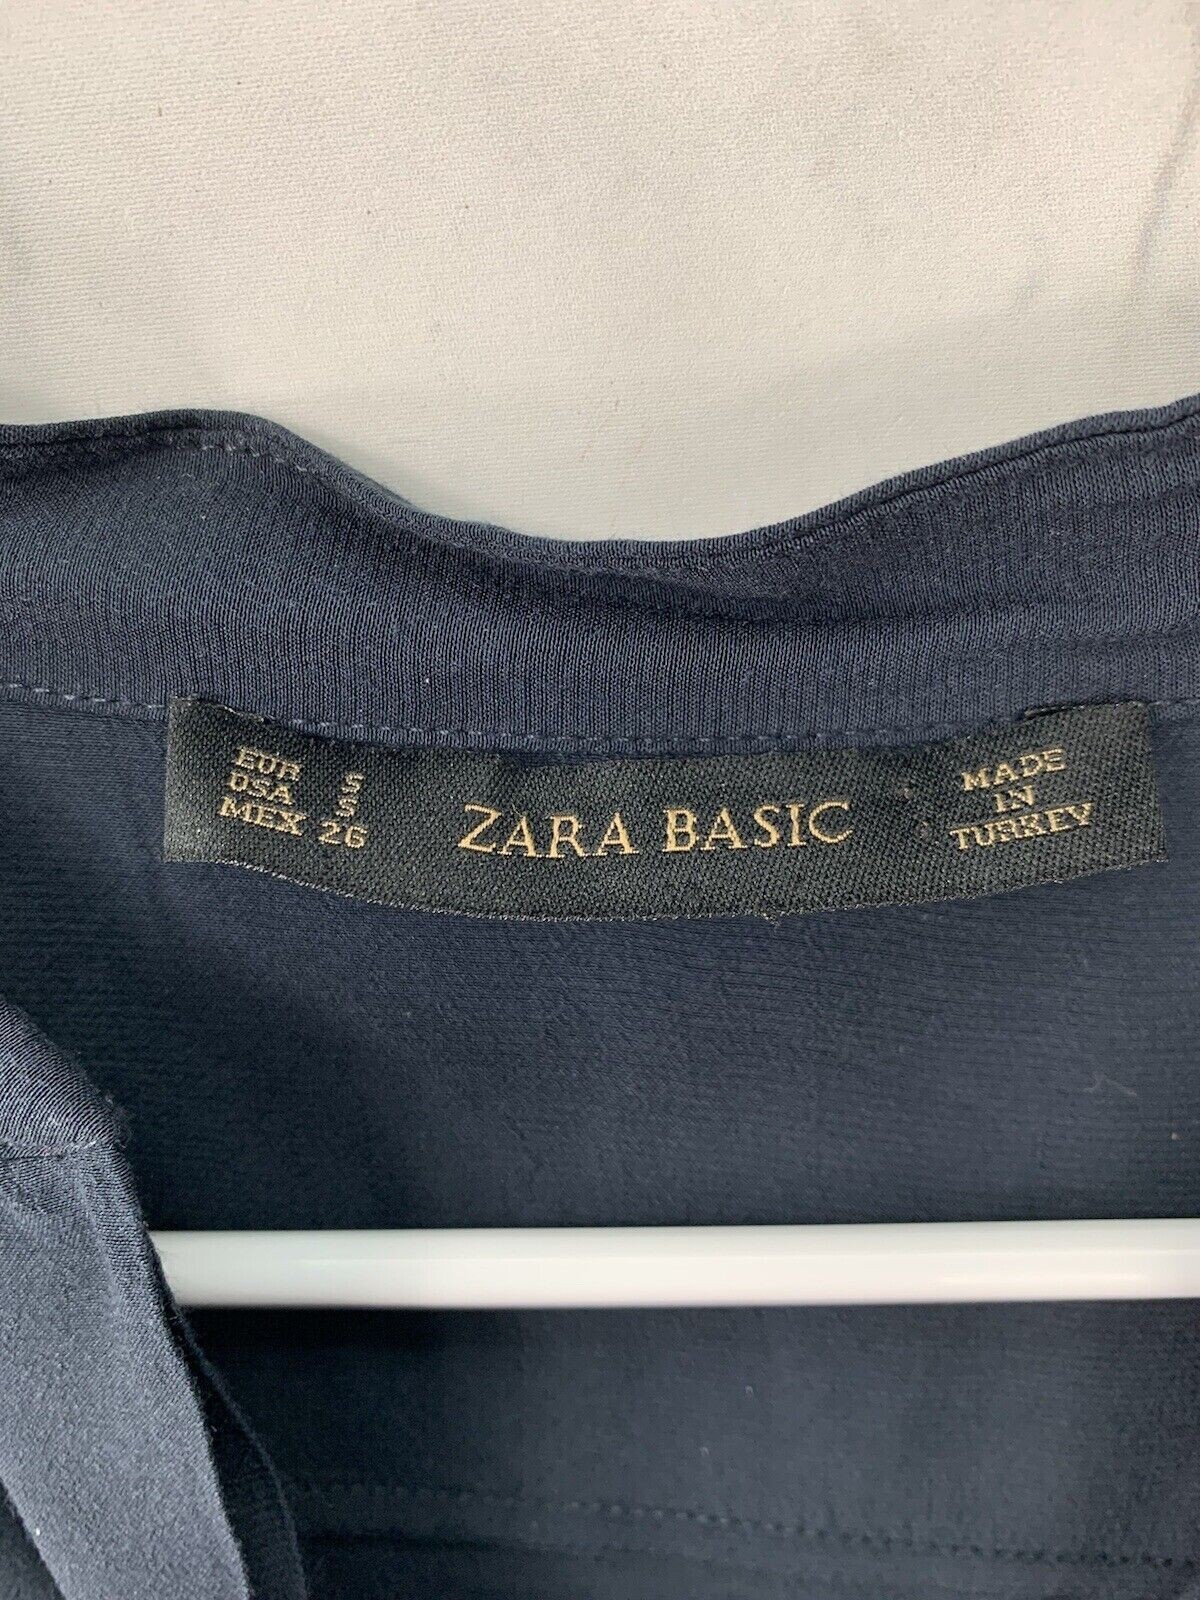 EUR S
USA S
MEX 26
ZARA BASIC
MADE
IN
TURKEY